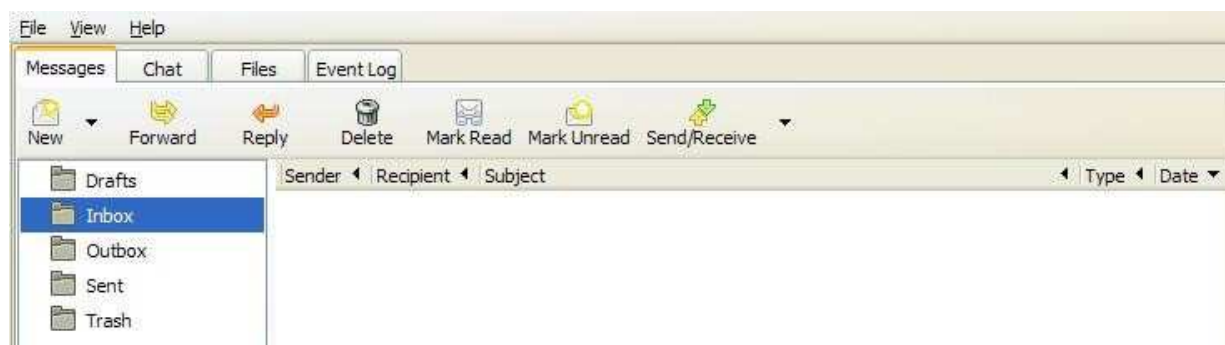 File View Help
Messages Chat Files Event Log
New Forward Reply Delete Mark Read Mark Unread Send/Receive
Sender Recipient Subject Type Date
Drafts
Inbox
Outbox
Sent
Trash